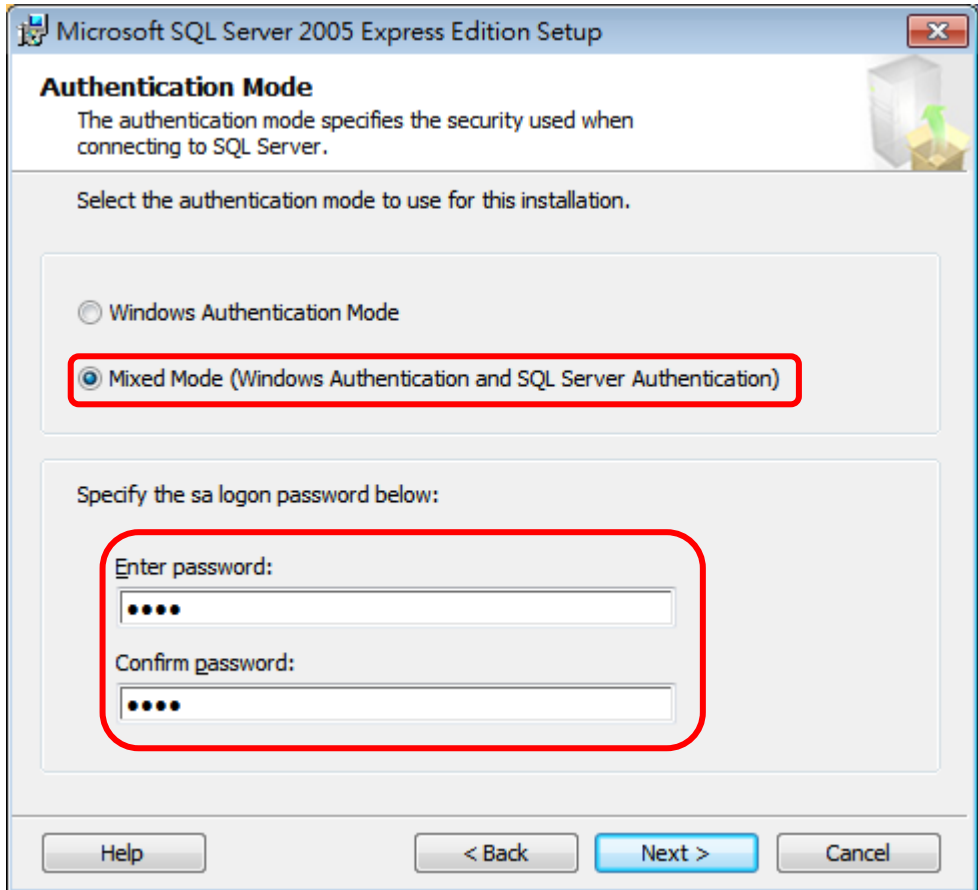 Microsoft SQL Server 2005 Express Edition Setup
Authentication Mode
The authentication mode specifies the security used when
connecting to SQL Server.
Select the authentication mode to use for this installation.
Windows Authentication Mode
Mixed Mode (Windows Authentication and SQL Server Authentication)
Specify the sa logon password below:
Enter password:
••••
Confirm password:
••••
Help
< Back
Next >
Cancel